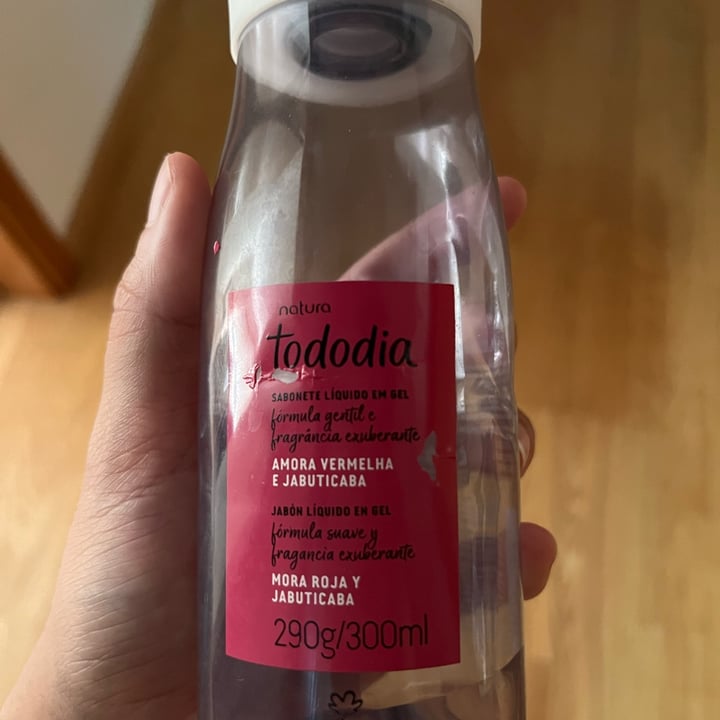 natura
tododia
SABONETE LÍQUIDO EM GEL
fórmula gentil e
fragrância exuberante
AMORA VERMELHA
E JABUTICABA
JABÓN LÍQUIDO EN GEL
fórmula suave y
fragancia exuberante
MORA ROJA Y
JABUTICABA
290g/300ml